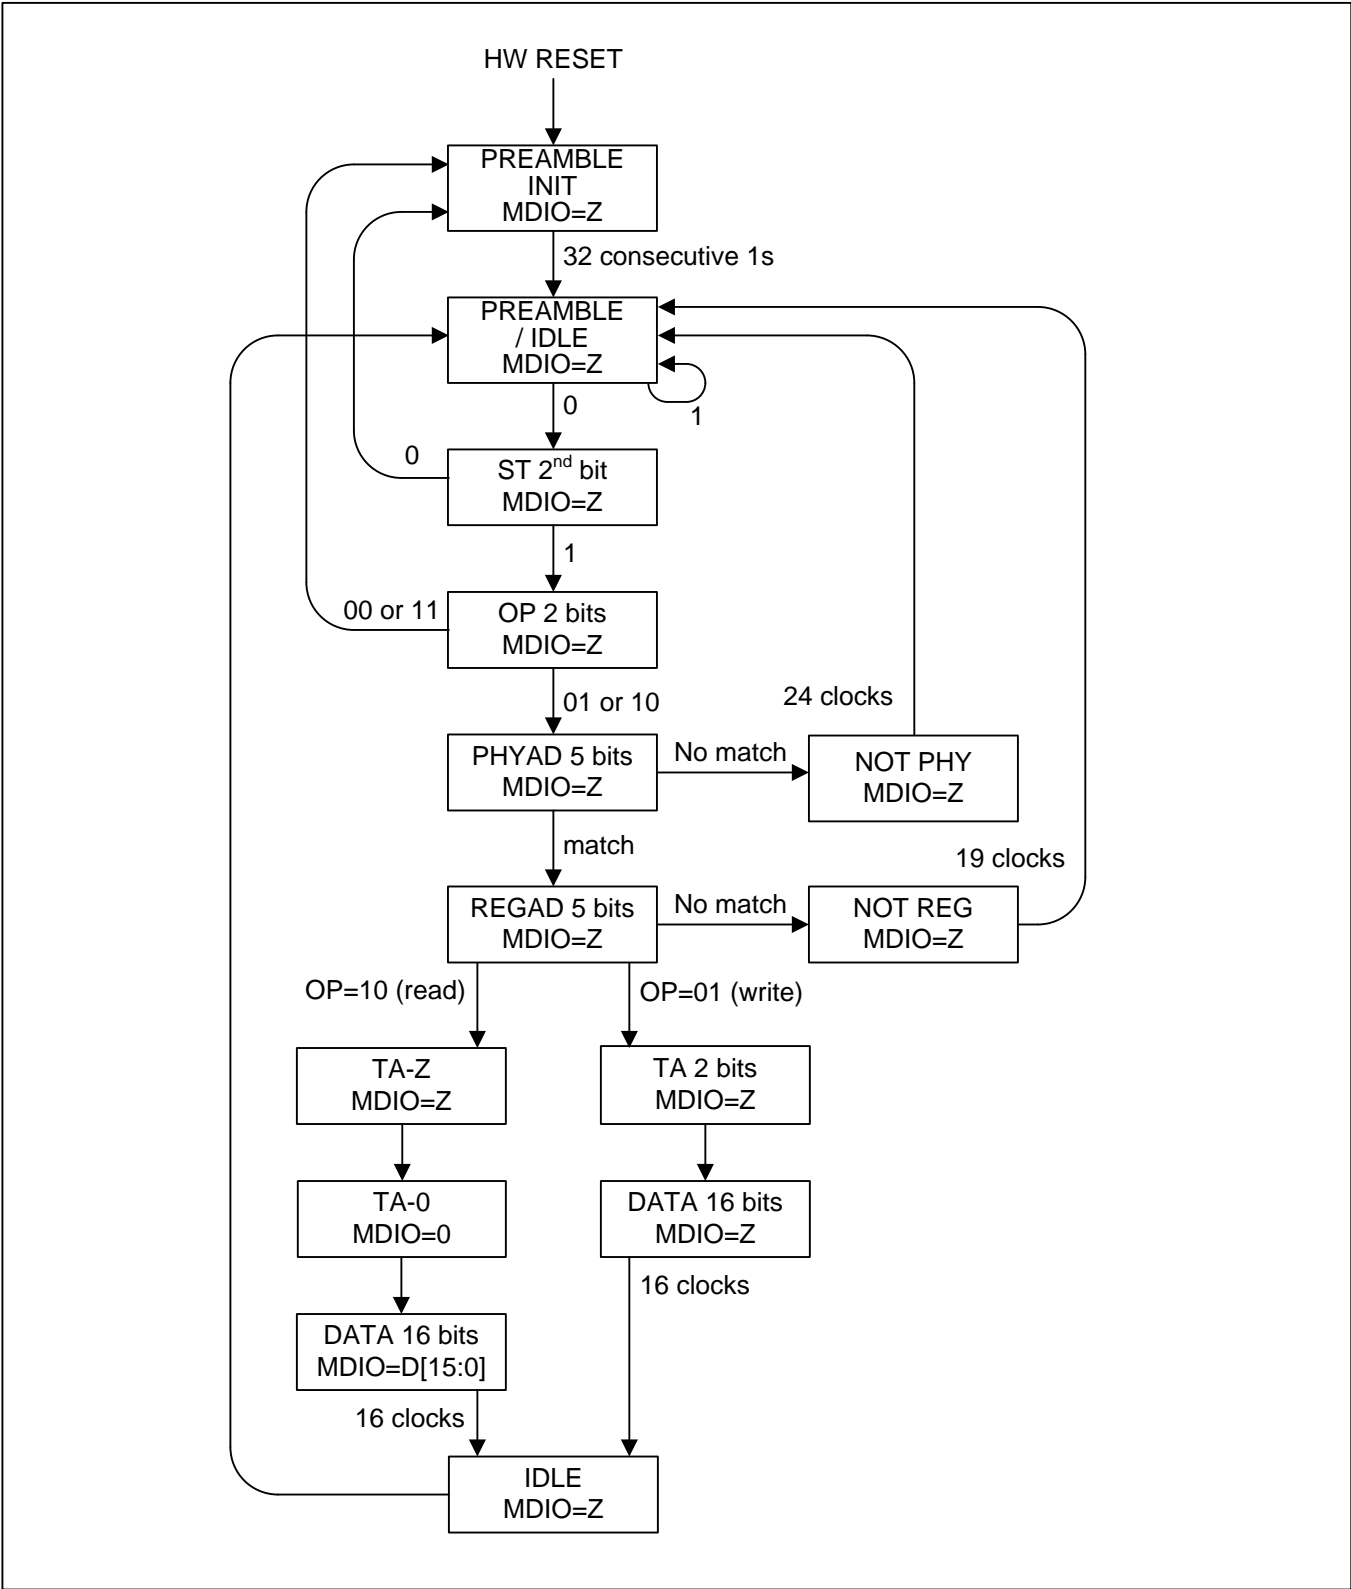 HW RESET
PREAMBLE
INIT
MDIO=Z
32 consecutive 1s
PREAMBLE
/ IDLE
MDIO=Z
1
0
0
ST 2nd bit
MDIO=Z
1
00 or 11
OP 2 bits
MDIO=Z
01 or 10
24 clocks
PHYAD 5 bits
MDIO=Z
No match
NOT PHY
MDIO=Z
match
19 clocks
REGAD 5 bits
MDIO=Z
No match
NOT REG
MDIO=Z
OP=10 (read)
OP=01 (write)
TA-Z
MDIO=Z
TA 2 bits
MDIO=Z
TA-0
MDIO=0
DATA 16 bits
MDIO=Z
16 clocks
DATA 16 bits
MDIO=D[15:0]
16 clocks
IDLE
MDIO=Z